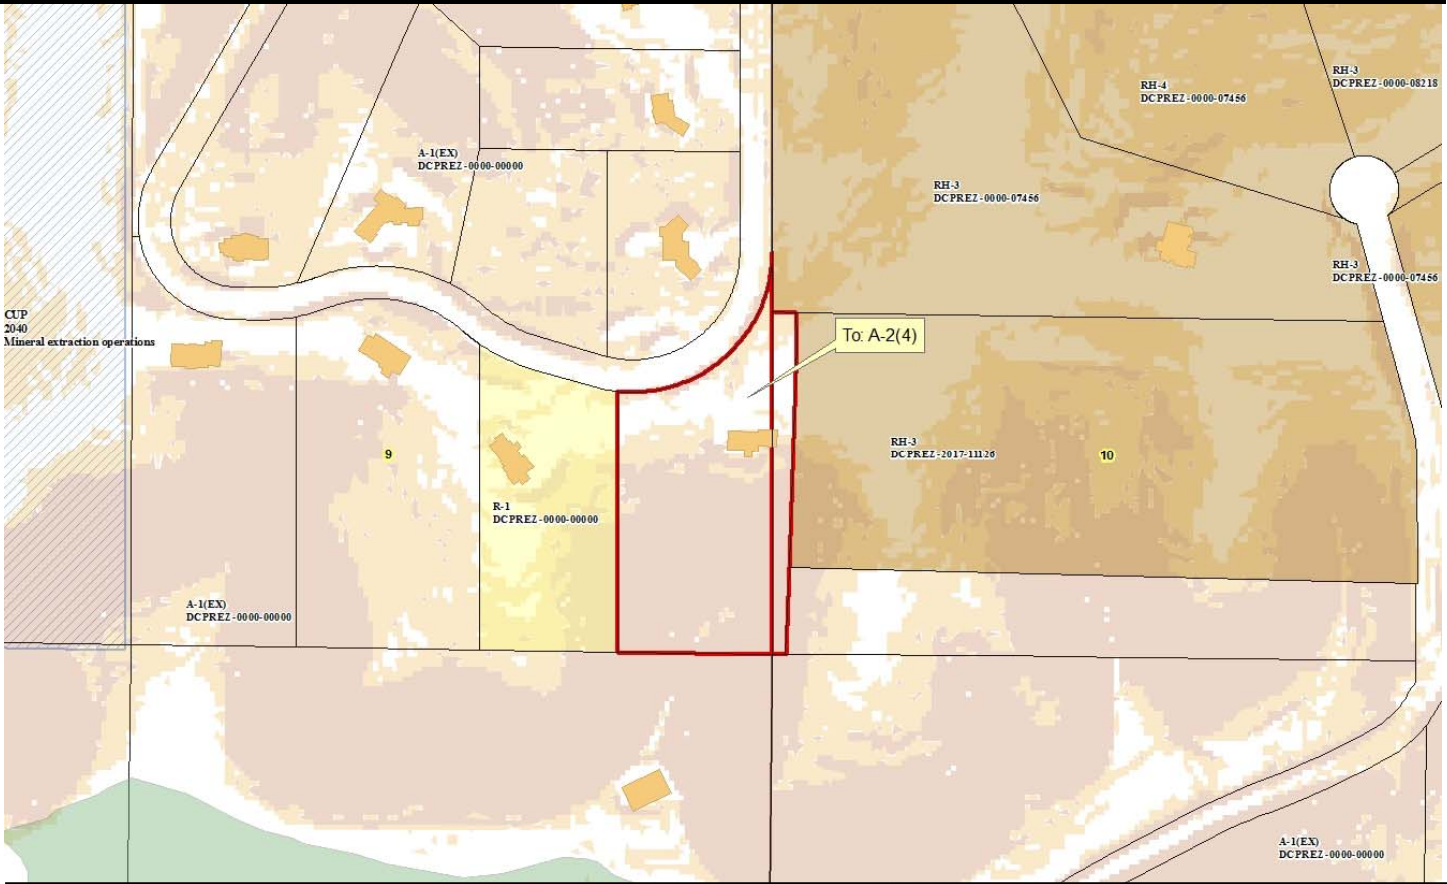 RH-3
DCPREZ-0000-08218
RH-4
DCPREZ-0000-07456
A-1(EX)
DCPREZ-0000-00000
RH-3
DCPREZ-0000-07456
RH-3
DCPREZ-0000-07456
CUP
2040
Mineral extraction operations
To: A-2(4)
RH-3
DCPREZ-2017-11126
9
10
R-1
DCPREZ-0000-00000
A-1(EX)
DCPREZ-0000-00000
A-1(EX)
DCPREZ-0000-00000